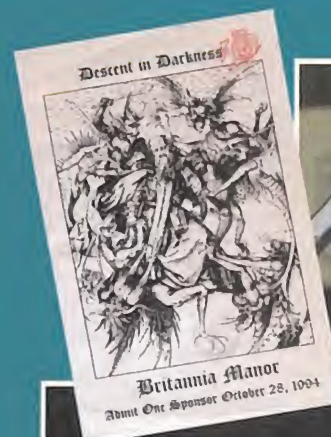 Descent in Darkness
Britannia Manor
Admit One Sponsor October 28, 1994